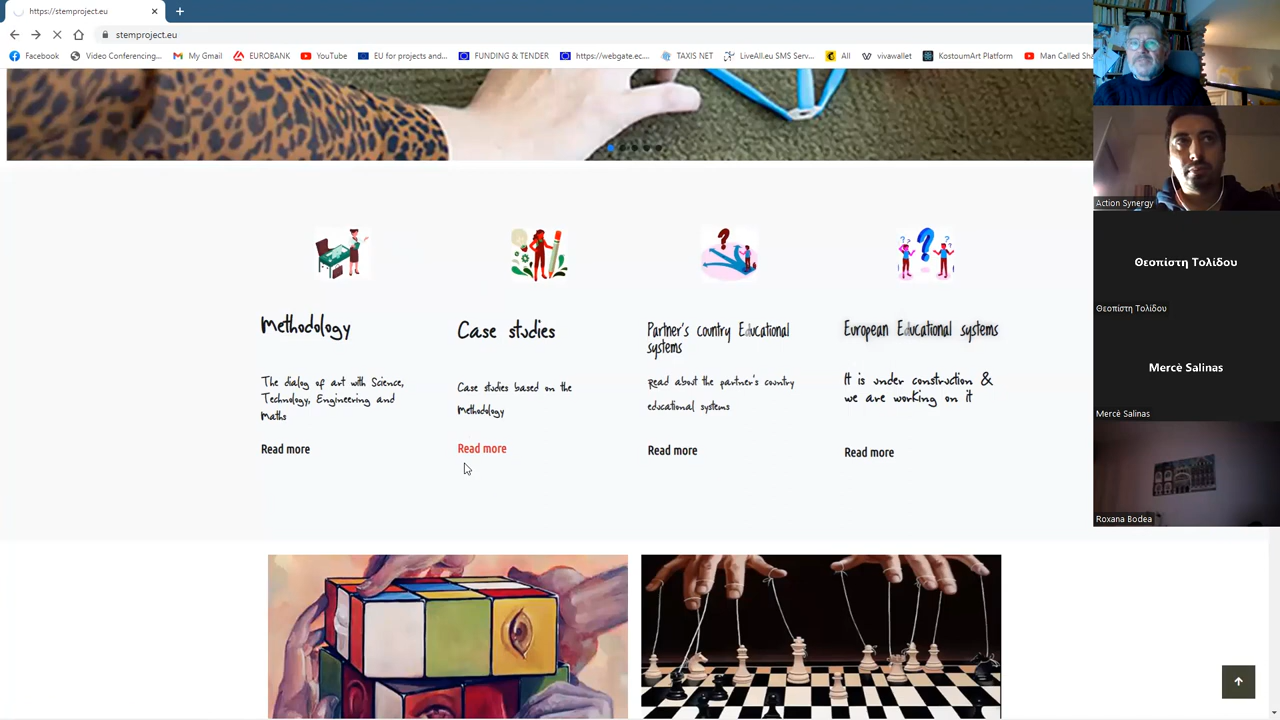 https://stemproject.eu
stemproject.eu
Facebook
Video Conferencing...
My Gmail
EUROBANK
YouTube
EU for projects and...
FUNDING & TENDER
https://webgate.ec....
TAXIS NET
LiveAll.eu SMS Serv...
All
vivawallet
KostoumArt Platform
Man Called Sha
Methodology
The dialog of art with Science,
Technology, Engineering and
Maths
Read more
Case studies
Case studies based on the
Methodology
Read more
Partner's country Educational
systems
Read about the partner's country
educational systems
Read more
European Educational systems
It is under construction &
we are working on it
Read more
Action Synergy
Θεοπίστη Τολίδου
Θεοπίστη Τολίδου
Mercè Salinas
Mercè Salinas
Roxana Bodea